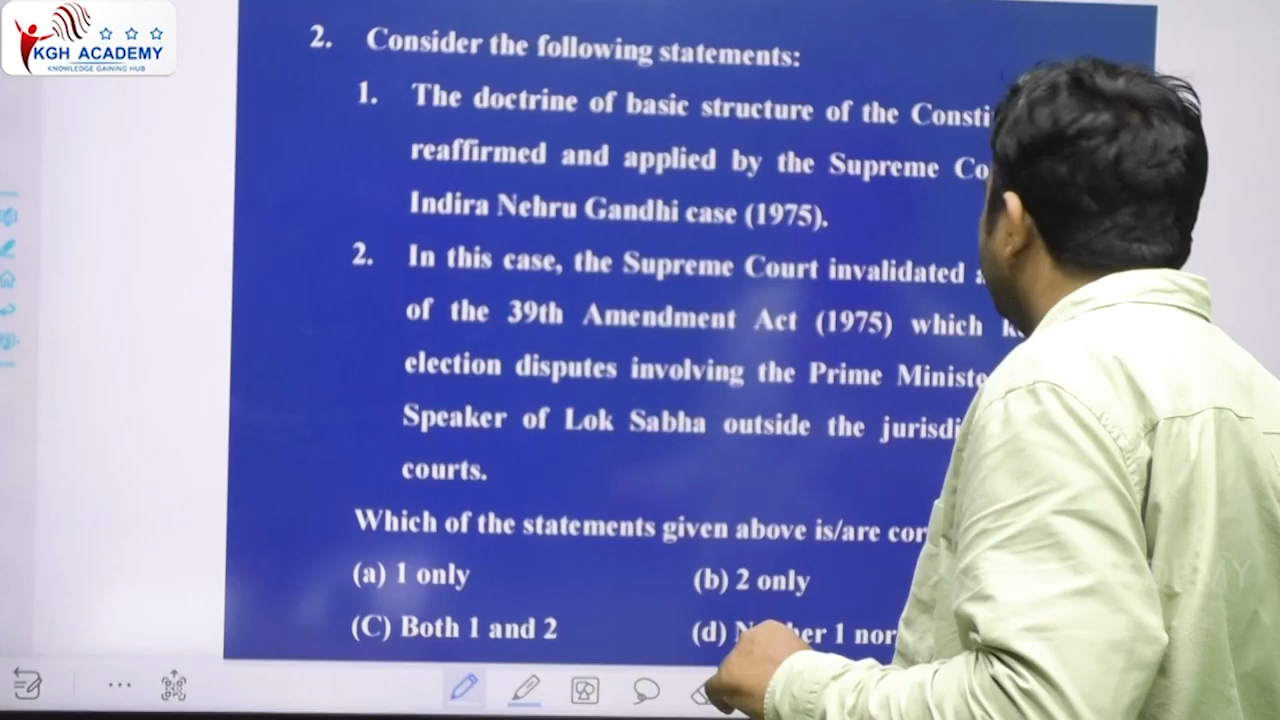 KGH ACADEMY
KNOWLEDGE GAINING HUB
2. Consider the following statements:
1. The doctrine of basic structure of the Consti
reaffirmed and applied by the Supreme Co
Indira Nehru Gandhi case (1975).
2. In this case, the Supreme Court invalidated
of the 39th Amendment Act (1975) which
election disputes involving the Prime Ministe
Speaker of Lok Sabha outside the jurisdi
courts.
Which of the statements given above is/are cor
(a) 1 only (b) 2 only
(C) Both 1 and 2 (d) 1 nor